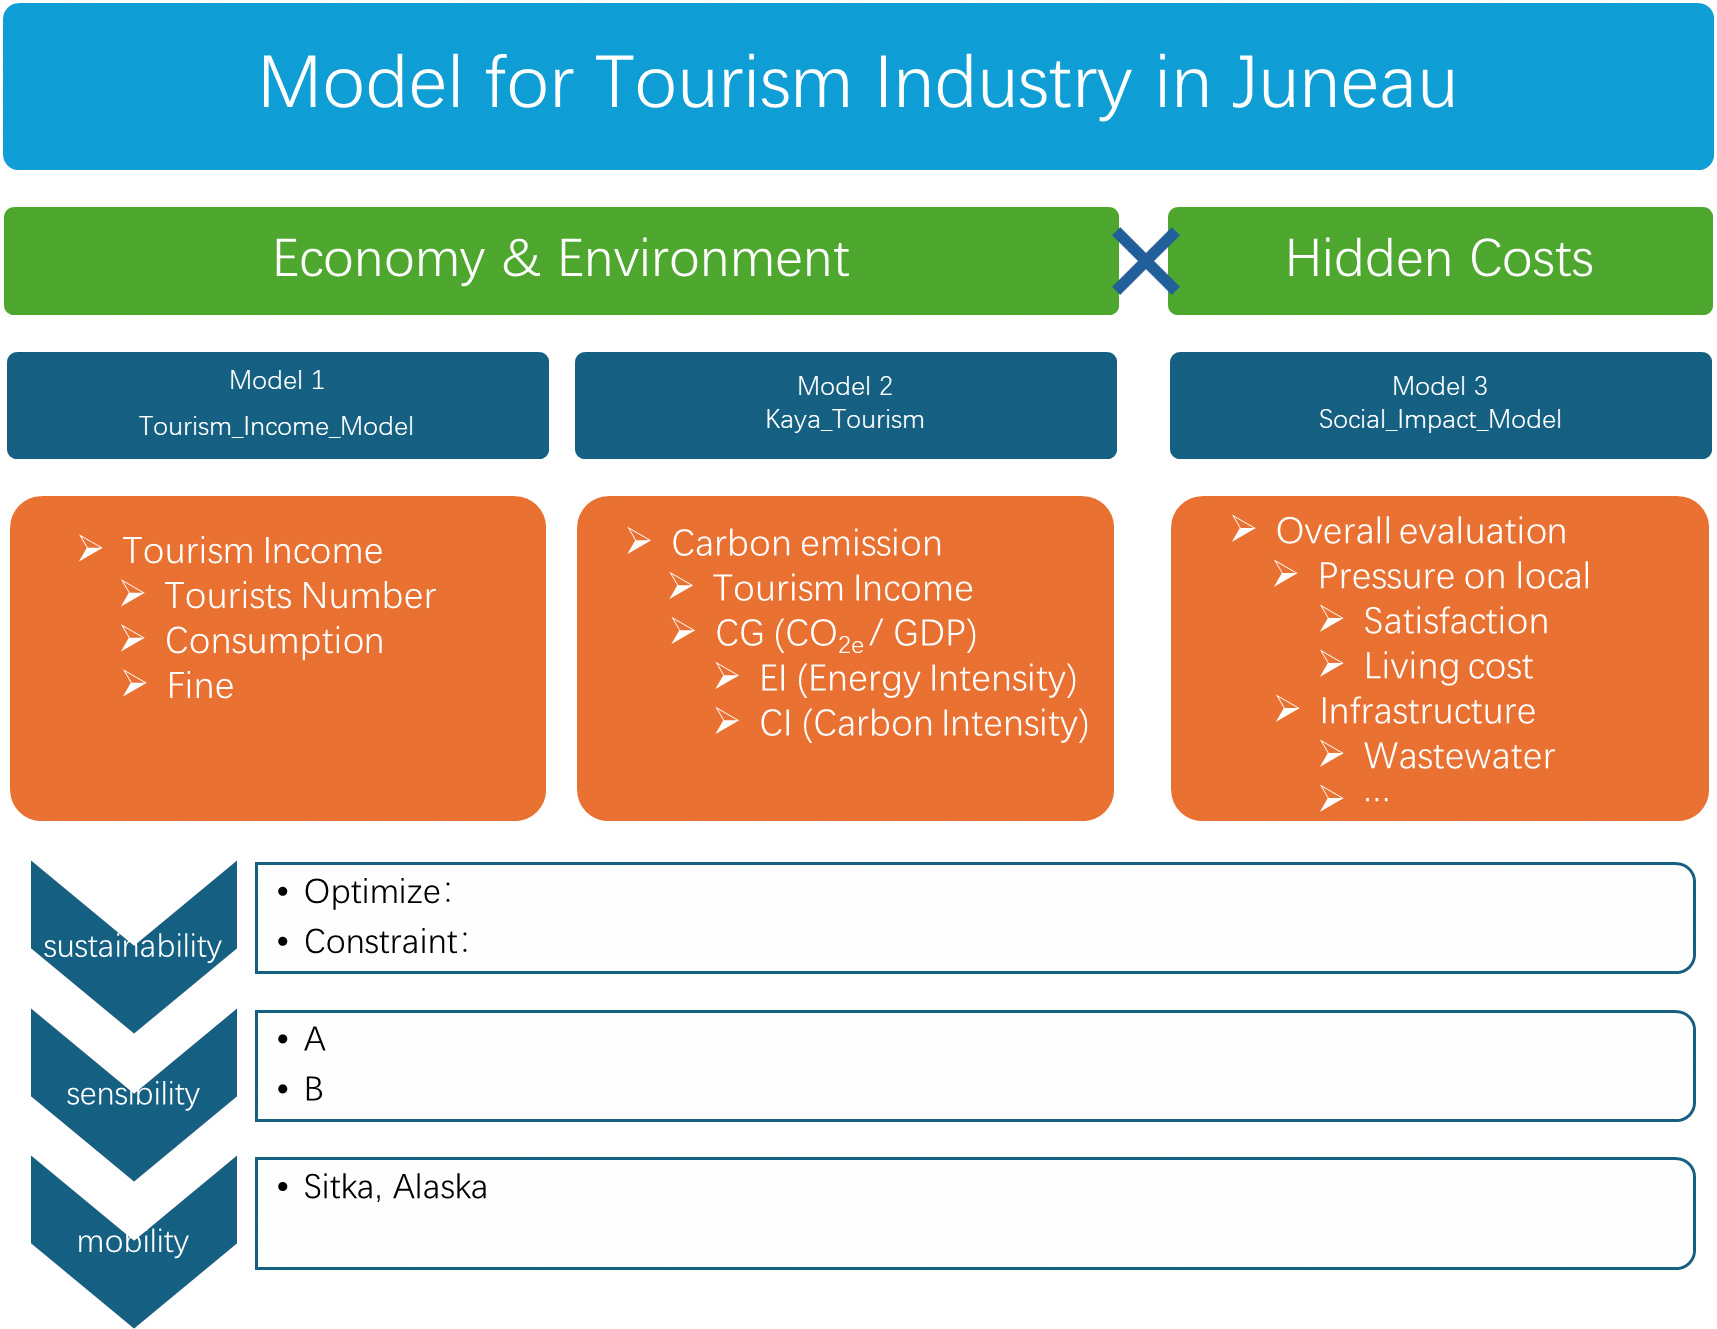 Model for Tourism Industry in Juneau
Economy & Environment
Hidden Costs
Model 1
Tourism_Income_Model
Model 2
Kaya_Tourism
Model 3
Social_Impact_Model
Tourism Income
Tourists Number
Consumption
Fine
Carbon emission
Tourism Income
CG (CO2e / GDP)
EI (Energy Intensity)
CI (Carbon Intensity)
Overall evaluation
Pressure on local
Satisfaction
Living cost
Infrastructure
Wastewater
...
sustainability
• Optimize：
• Constraint：
sensibility
• A
• B
mobility
• Sitka, Alaska